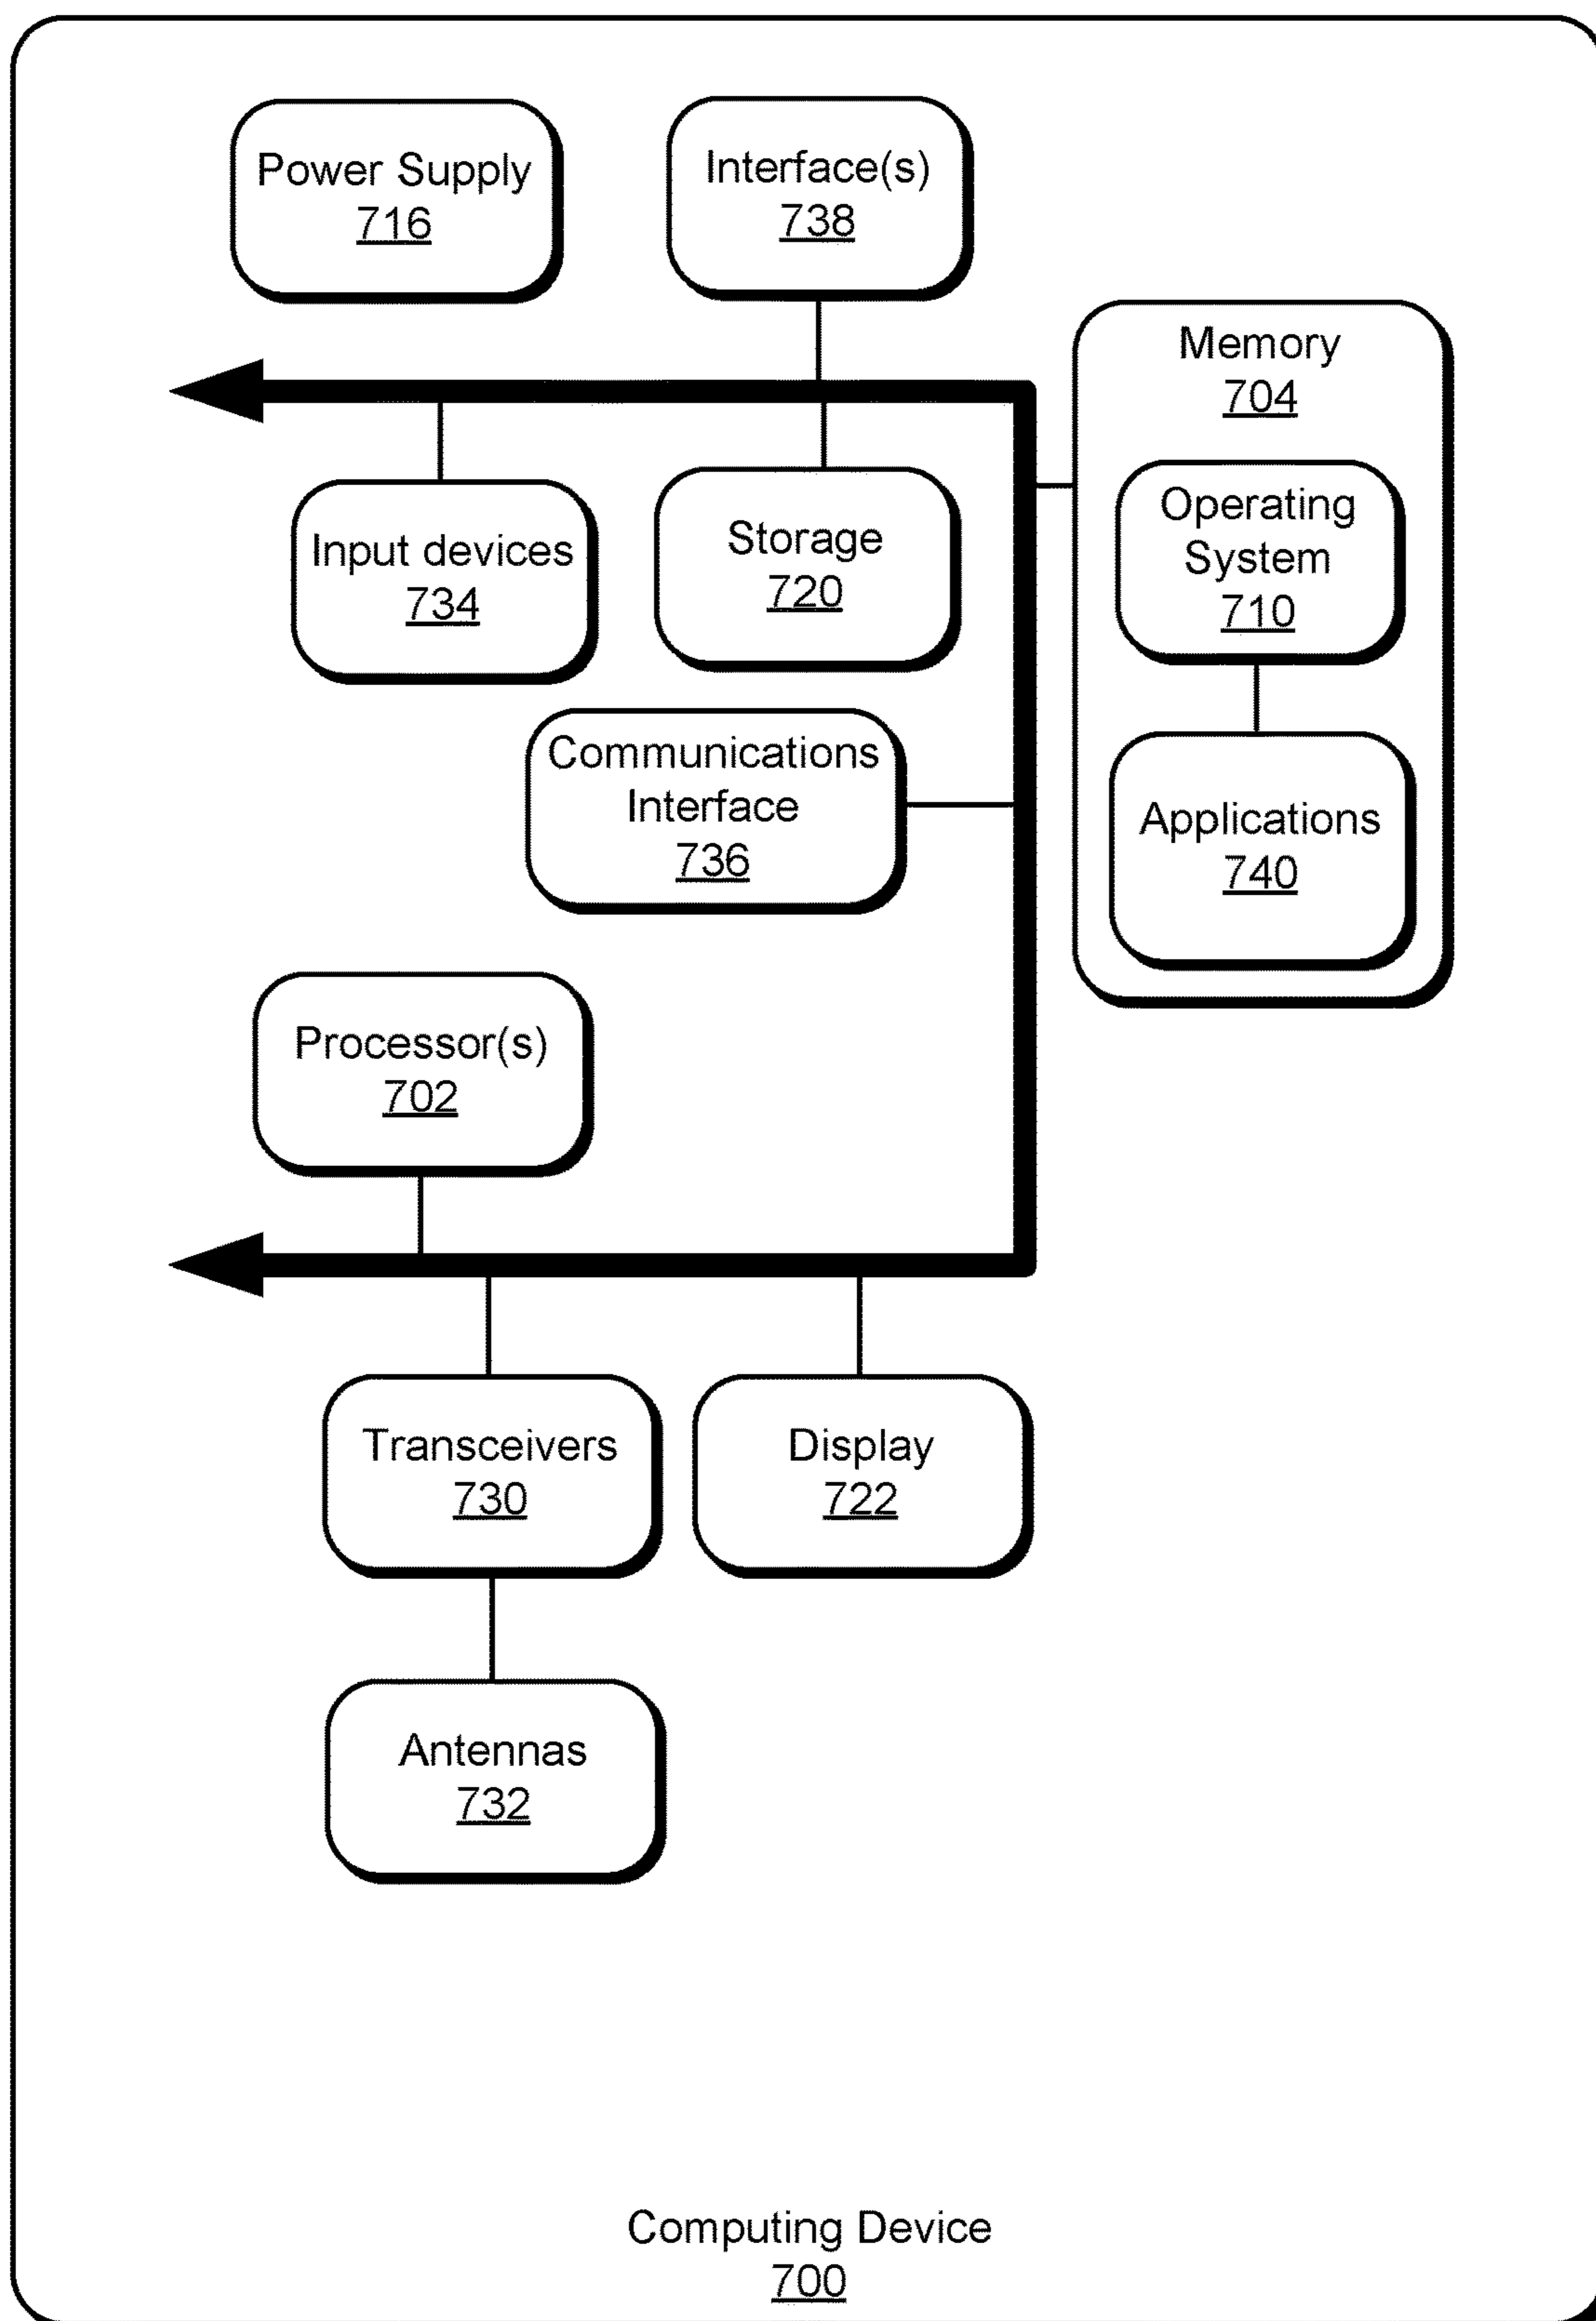 Power Supply
716
Interface(s)
738
Memory
704
Operating
System
710
Input devices
734
Storage
720
Communications
Interface
736
Applications
740
Processor(s)
702
Transceivers
730
Display
722
Antennas
732
Computing Device
700